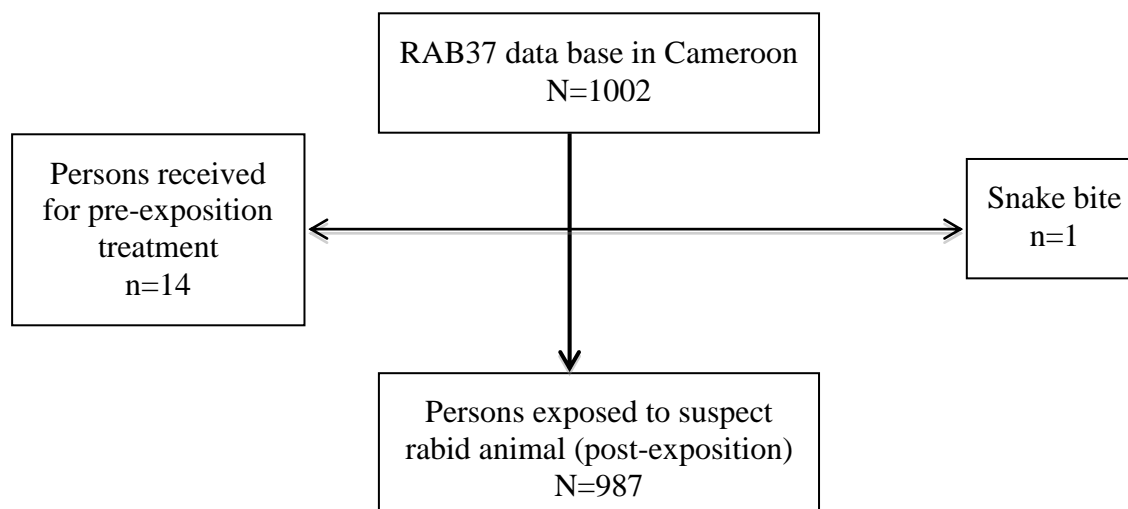 RAB37 data base in Cameroon
N=1002
Persons received
for pre-exposition
treatment
n=14
Snake bite
n=1
Persons exposed to suspect
rabid animal (post-exposition)
N=987